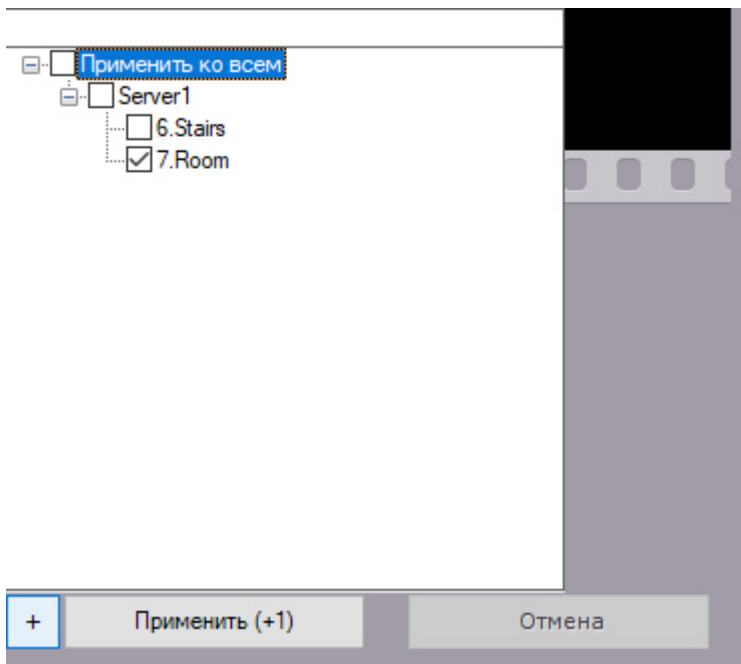 Применить ко всем
Server1
6.Stairs
7.Room
+ Применить (+1) Отмена